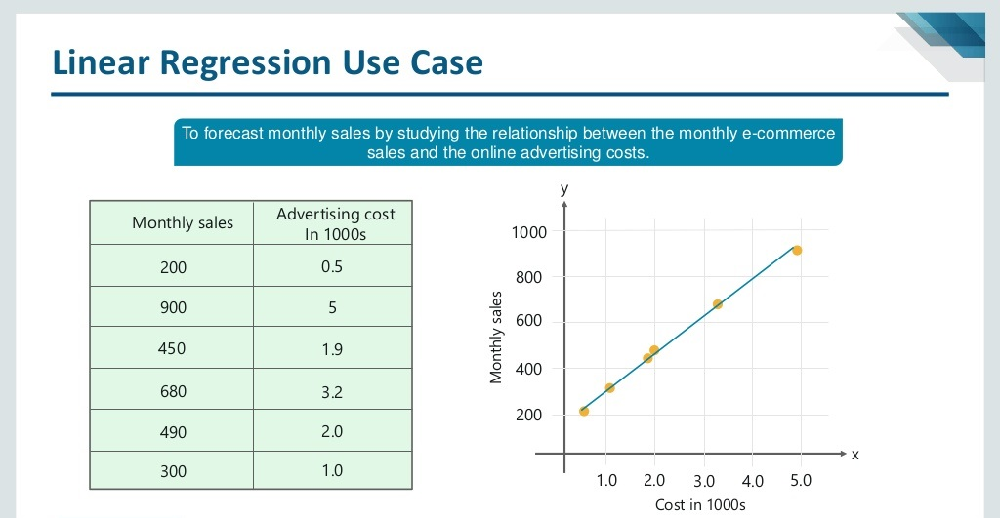 Linear Regression Use Case
To forecast monthly sales by studying the relationship between the monthly e-commerce
sales and the online advertising costs.
Monthly sales
Advertising cost
In 1000s
200
0.5
900
5
450
1.9
680
3.2
490
2.0
300
1.0
y
1000
800
600
400
200
Monthly sales
x
1.0
2.0
3.0
4.0
5.0
Cost in 1000s